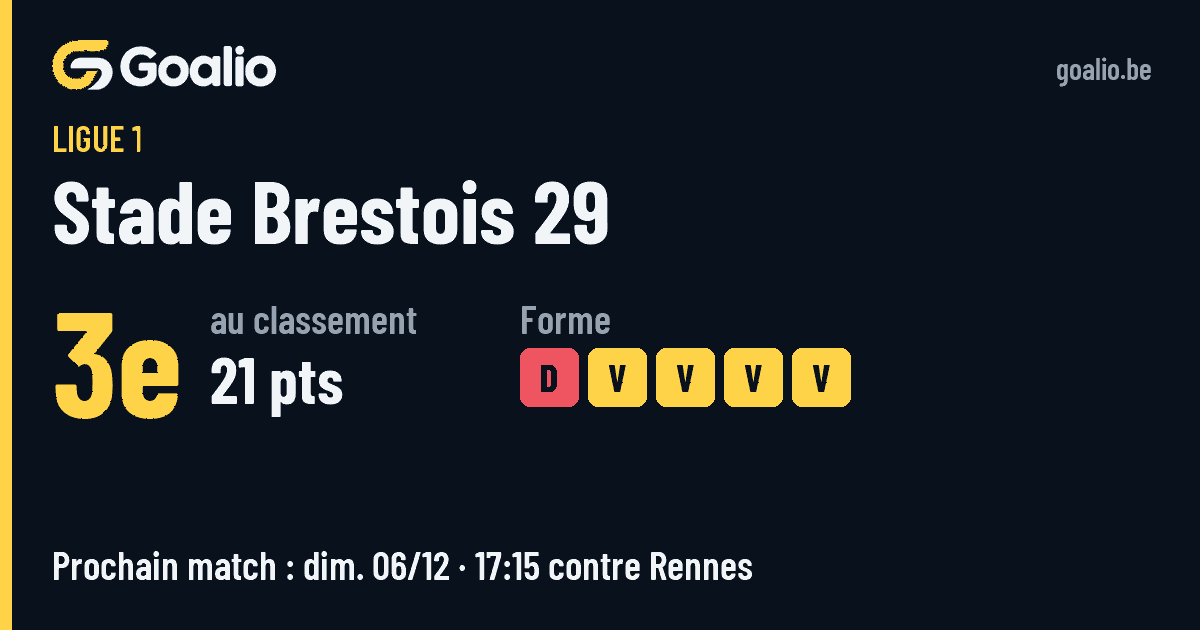 Goalio
goalio.be
LIGUE 1
Stade Brestois 29
3e
au classement
21 pts
Forme
D V V V V
Prochain match : dim. 06/12 · 17:15 contre Rennes